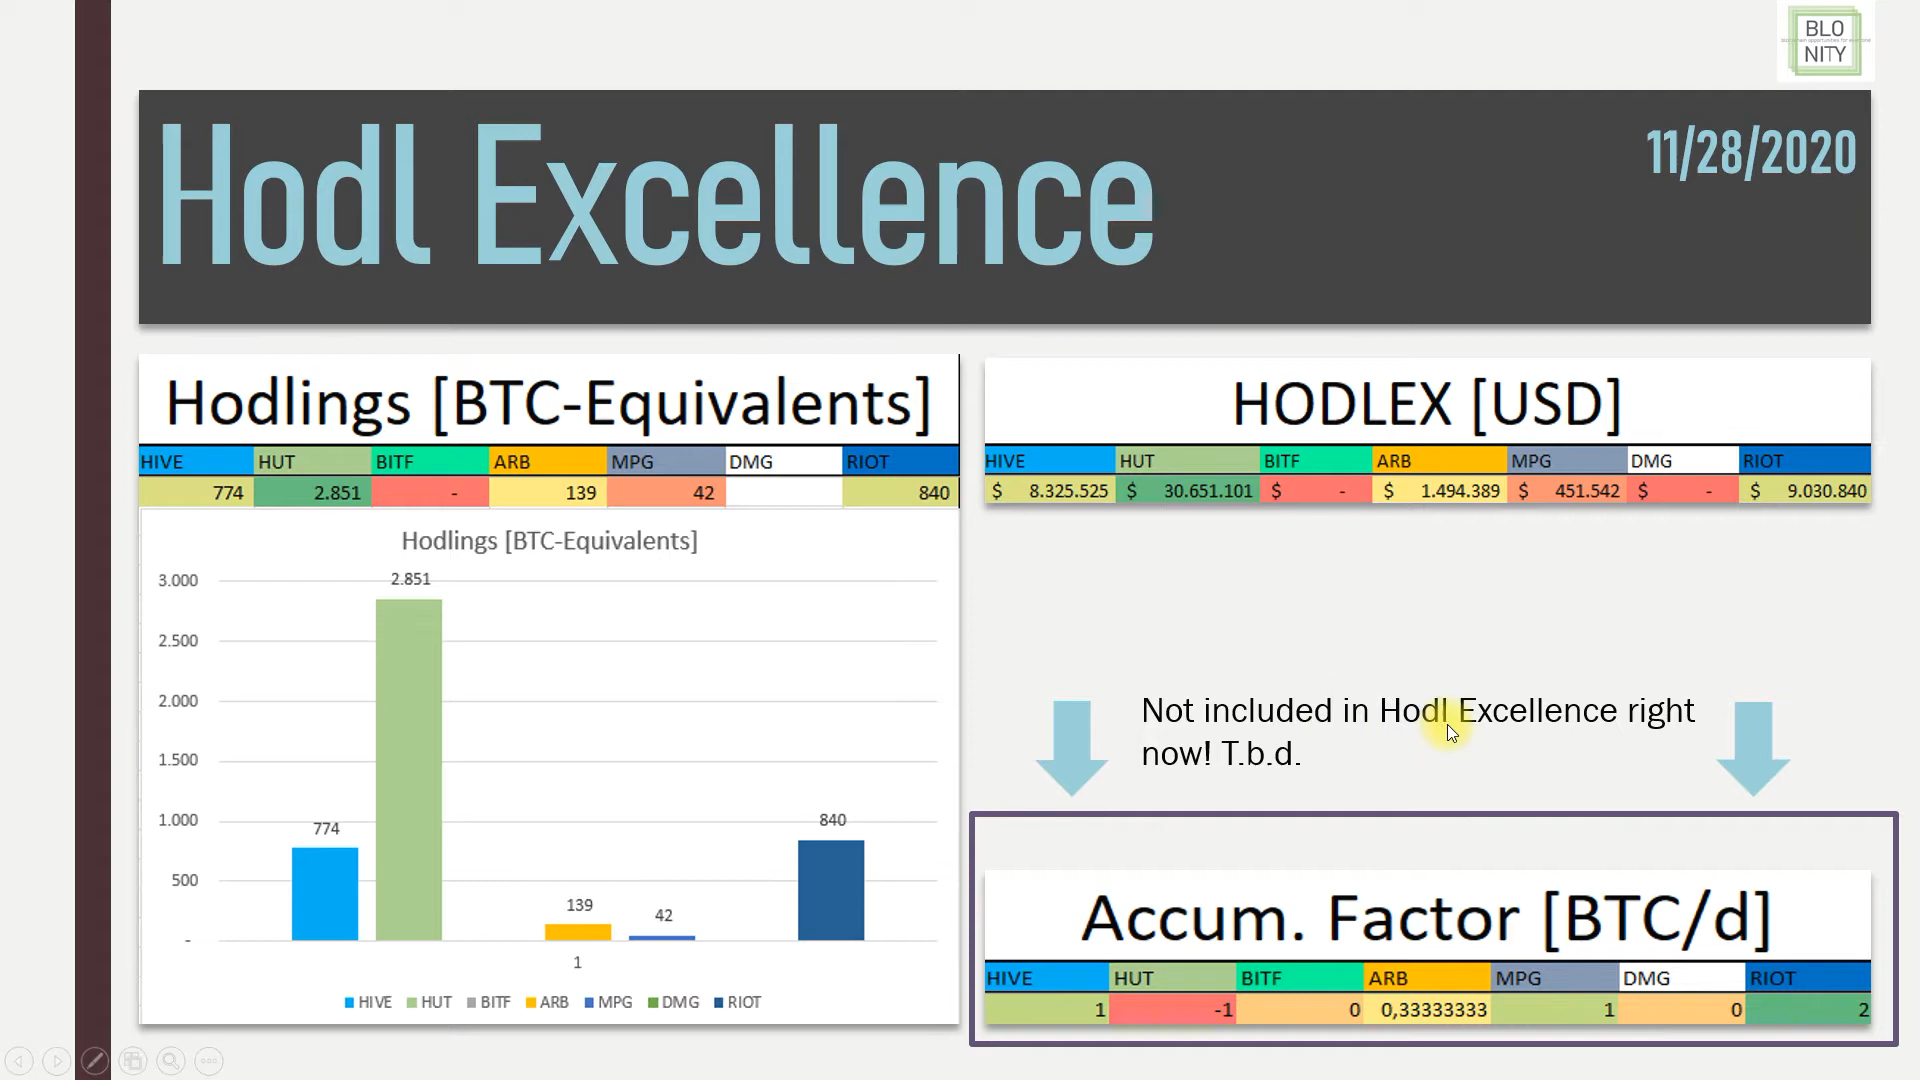 BLO
NITY
Hodl Excellence
11/28/2020
Hodlings [BTC-Equivalents]
HIVE HUT BITF ARB MPG DMG RIOT
774 2.851 - 139 42 840
Hodlings [BTC-Equivalents]
3.000
2.500
2.000
1.500
1.000
500
-
774
2.851
139
42
840
1
HIVE HUT BITF ARB MPG DMG RIOT
HODLEX [USD]
HIVE HUT BITF ARB MPG DMG RIOT
$ 8.325.525 $ 30.651.101 $ - $ 1.494.389 $ 451.542 $ - $ 9.030.840
Not included in Hodl Excellence right
now! T.b.d.
Accum. Factor [BTC/d]
HIVE HUT BITF ARB MPG DMG RIOT
1 -1 0 0,33333333 1 0 2